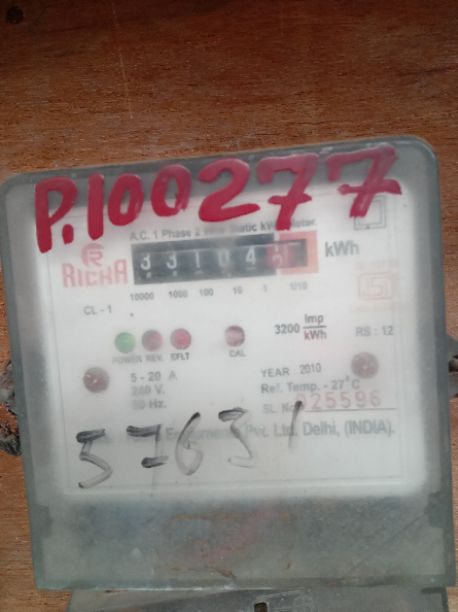 P.100277
A.C. 1 Phase 2 Wire Static kWh Meter.
RICHA
33104
kWh
10000 1000 100 10 1/10
CL - 1
3200 Imp/kWh
RS : 12
POWER REV. EFLT CAL
5 - 20 A
YEAR 2010
240 V.
Ref. Temp. - 27°C
50 Hz.
SL. No. 025596
Pvt. Ltd. Delhi, (INDIA).
57631